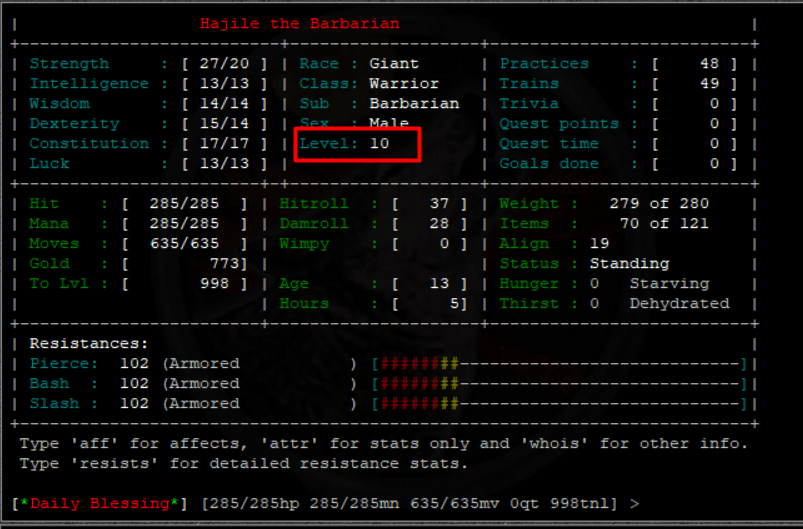 |                      Hajile the Barbarian                                         |
+-----------------------------+-----------------------+-------------------------------+
| Strength     : [ 27/20 ] | Race : Giant     | Practices    : [    48 ] |
| Intelligence : [ 13/13 ] | Class: Warrior   | Trains       : [    49 ] |
| Wisdom       : [ 14/14 ] | Sub  : Barbarian | Trivia       : [     0 ] |
| Dexterity    : [ 15/14 ] | Sex  : Male      | Quest points : [     0 ] |
| Constitution : [ 17/17 ] | Level: 10        | Quest time   : [     0 ] |
| Luck         : [ 13/13 ] |                  | Goals done   : [     0 ] |
+-----------------------------+-----------------------+-------------------------------+
| Hit    : [  285/285  ] | Hitroll  : [   37 ] | Weight :   279 of 280   |
| Mana   : [  285/285  ] | Damroll  : [   28 ] | Items  :    70 of 121   |
| Moves  : [  635/635  ] | Wimpy    : [    0 ] | Align  : 19             |
| Gold   : [        773] |                     | Status : Standing       |
| To Lvl : [       998 ] | Age      : [   13 ] | Hunger : 0   Starving   |
|                        | Hours    : [     5] | Thirst : 0   Dehydrated |
+-----------------------------+-----------------------+-------------------------------+
| Resistances:                                                              |
| Pierce:  102 (Armored            ) [########----------------------------]|
| Bash  :  102 (Armored            ) [########----------------------------]|
| Slash :  102 (Armored            ) [########----------------------------]|
+---------------------------------------------------------------------------+
Type 'aff' for affects, 'attr' for stats only and 'whois' for other info.
Type 'resists' for detailed resistance stats.
[*Daily Blessing*] [285/285hp 285/285mn 635/635mv 0qt 998tnl] >